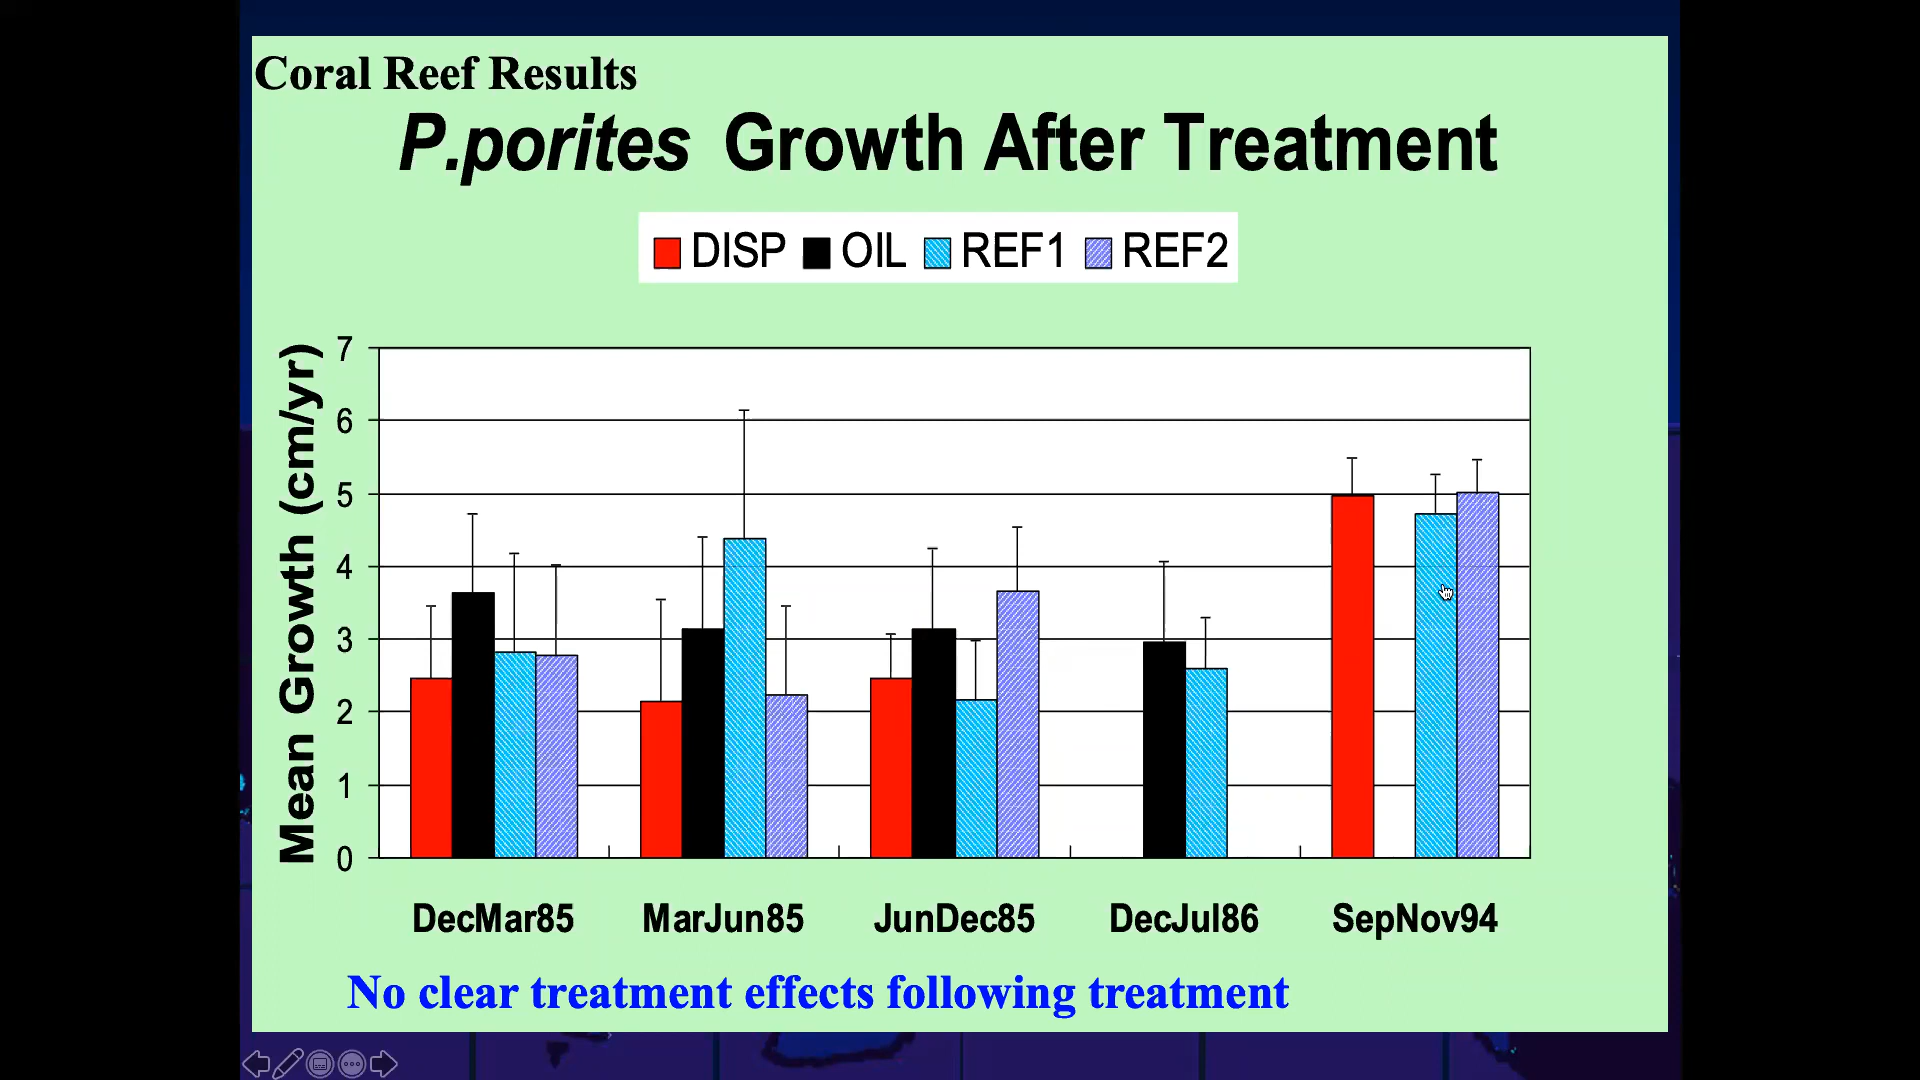 Coral Reef Results
P.porites Growth After Treatment
DISP OIL REF1 REF2
Mean Growth (cm/yr)
7
6
5
4
3
2
1
0
DecMar85 MarJun85 JunDec85 DecJul86 SepNov94
No clear treatment effects following treatment